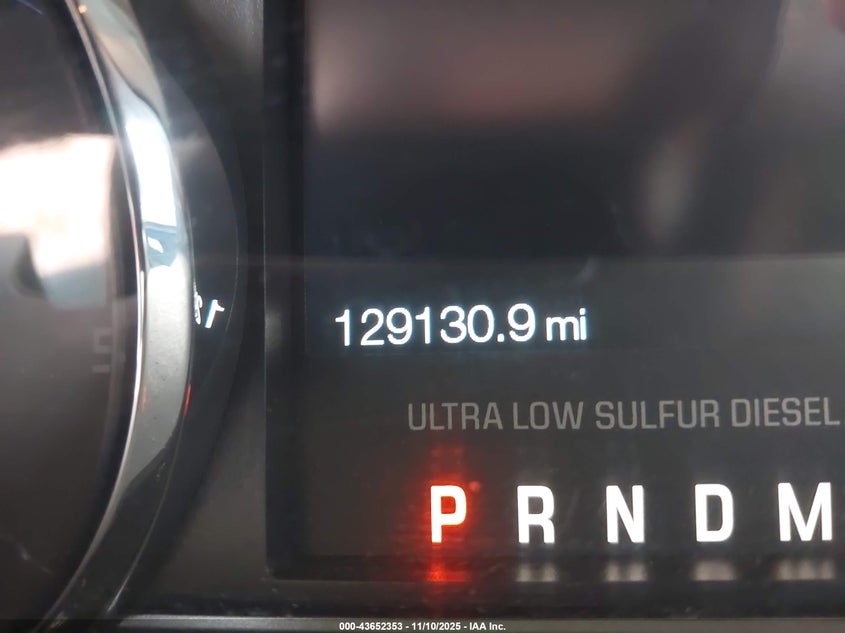 129130.9 mi
ULTRA LOW SULFUR DIESEL
P R N D M
000-43652353 — 11/10/2025 - IAA Inc.